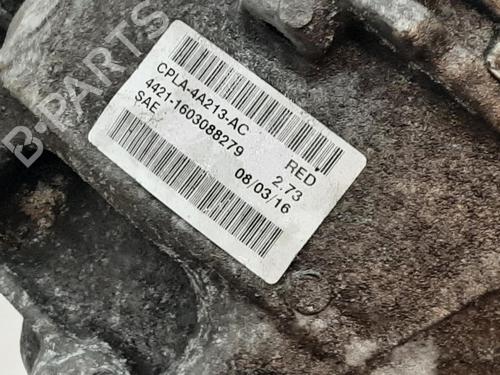 CPLA-4A213-AC
4421-1603088279
SAE
RED
2.73
08/03/16
B-PARTS